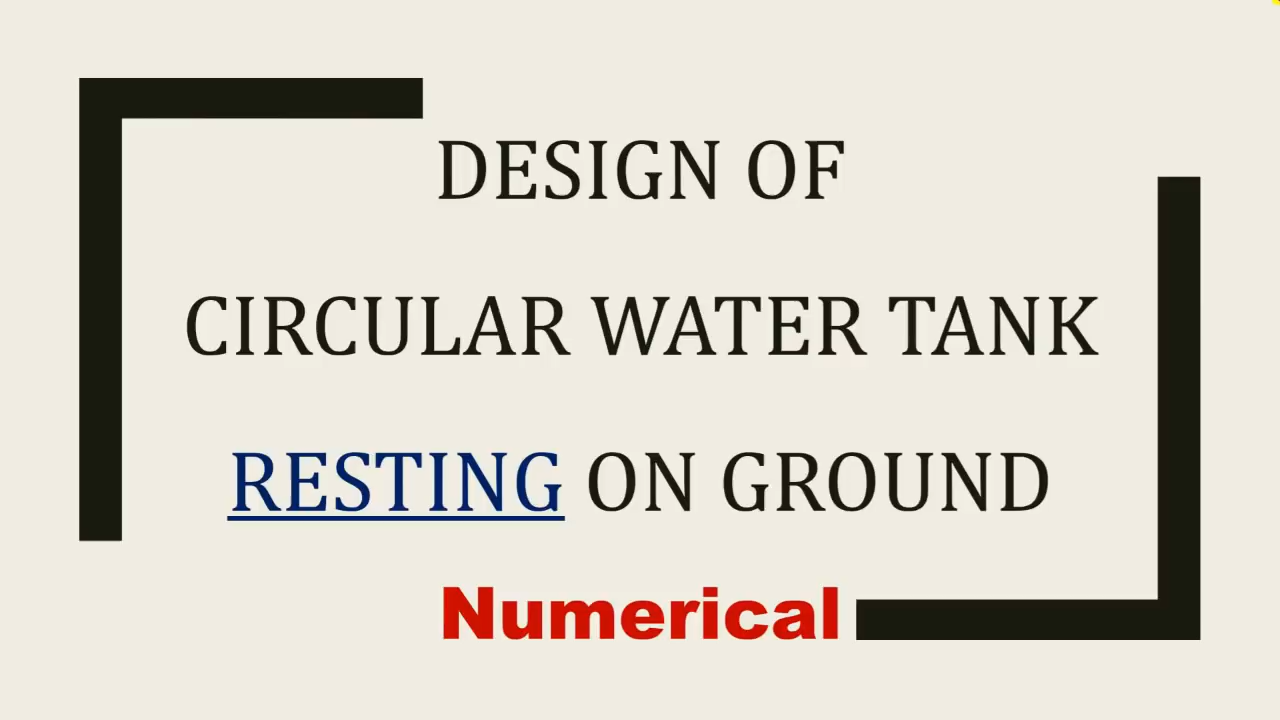 DESIGN OF
CIRCULAR WATER TANK
RESTING ON GROUND
Numerical